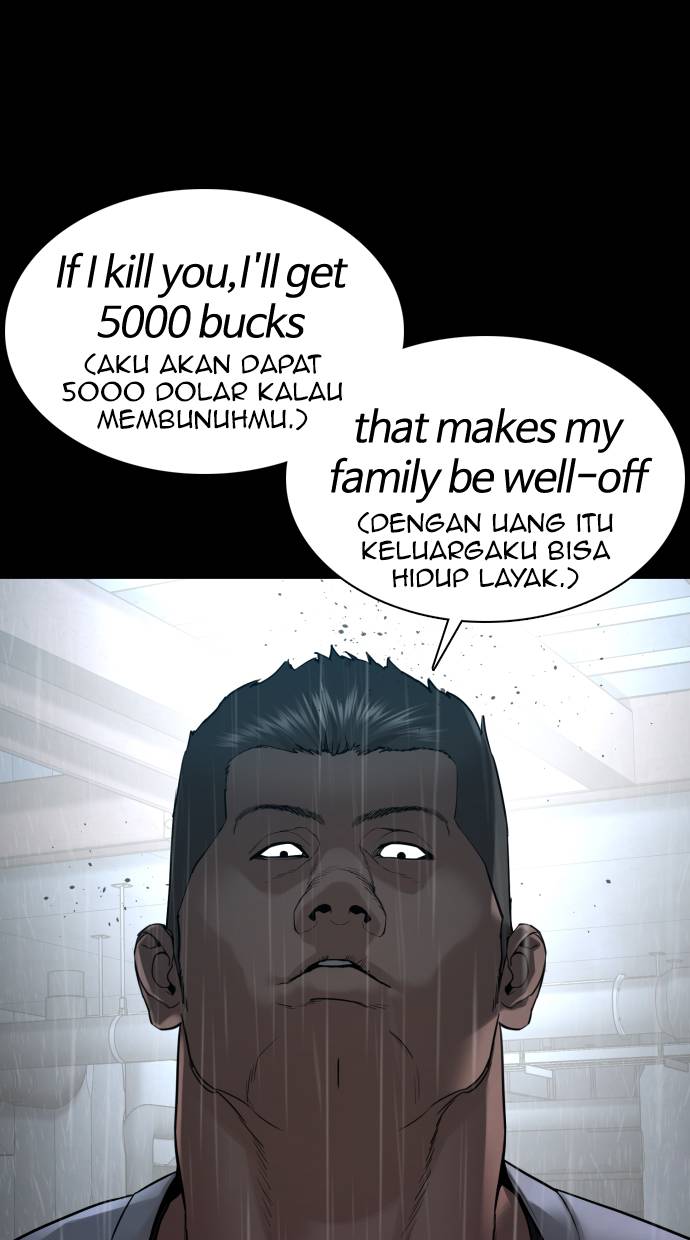 If I kill you,I'll get
5000 bucks
(AKU AKAN DAPAT
5000 DOLAR KALAU
MEMBUNUHMU.)
that makes my
family be well-off
(DENGAN UANG ITU
KELUARGAKU BISA
HIDUP LAYAK.)